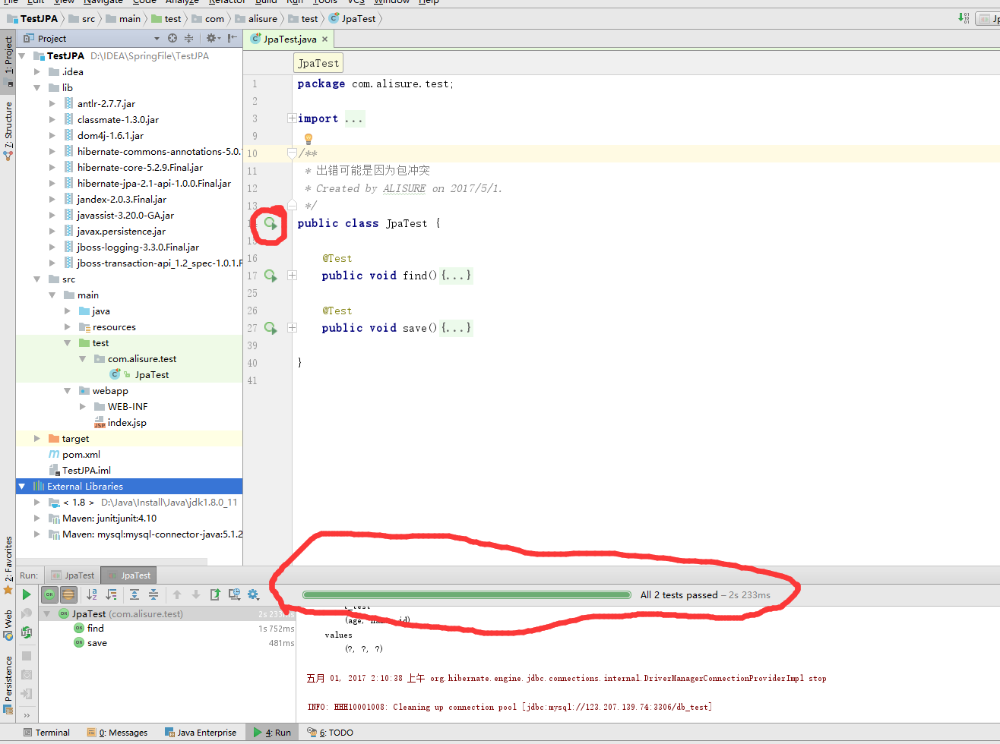 File Edit View Navigate Code Analyze Refactor Build Run Tools VCS Window Help
TestJPA src main test com alisure test JpaTest
Project
JpaTest.java
TestJPA D:\IDEA\SpringFile\TestJPA
.idea
lib
antlr-2.7.7.jar
classmate-1.3.0.jar
dom4j-1.6.1.jar
hibernate-commons-annotations-5.0.
hibernate-core-5.2.9.Final.jar
hibernate-jpa-2.1-api-1.0.0.Final.jar
jandex-2.0.3.Final.jar
javassist-3.20.0-GA.jar
javax.persistence.jar
jboss-logging-3.3.0.Final.jar
jboss-transaction-api_1.2_spec-1.0.1.F
src
main
java
resources
test
com.alisure.test
JpaTest
webapp
WEB-INF
index.jsp
target
pom.xml
TestJPA.iml
External Libraries
< 1.8 > D:\Java\Install\Java\jdk1.8.0_11
Maven: junit:junit:4.10
Maven: mysql:mysql-connector-java:5.1.2
1: Project
7: Structure
2: Favorites
Web
Persistence
JpaTest
1 package com.alisure.test;
2
3 import ...
9
10 /**
11 * 出错可能是因为包冲突
12 * Created by ALISURE on 2017/5/1.
13 */
public class JpaTest {
15
16 @Test
17 public void find(){...}
25
26 @Test
27 public void save(){...}
39
40 }
41
Run: JpaTest JpaTest
All 2 tests passed – 2s 233ms
JpaTest (com.alisure.test) 2s 233ms
find 1s 752ms
save 481ms
t_test
(age, name, id)
values
(?, ?, ?)
五月 01, 2017 2:10:38 上午 org.hibernate.engine.jdbc.connections.internal.DriverManagerConnectionProviderImpl stop
INFO: HHH10001008: Cleaning up connection pool [jdbc:mysql://123.207.139.74:3306/db_test]
Terminal 0: Messages Java Enterprise 4: Run 6: TODO